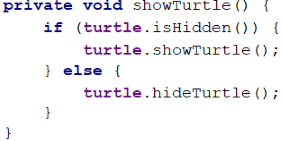 private void showTurtle() {
    if (turtle.isHidden()) {
        turtle.showTurtle();
    } else {
        turtle.hideTurtle();
    }
}